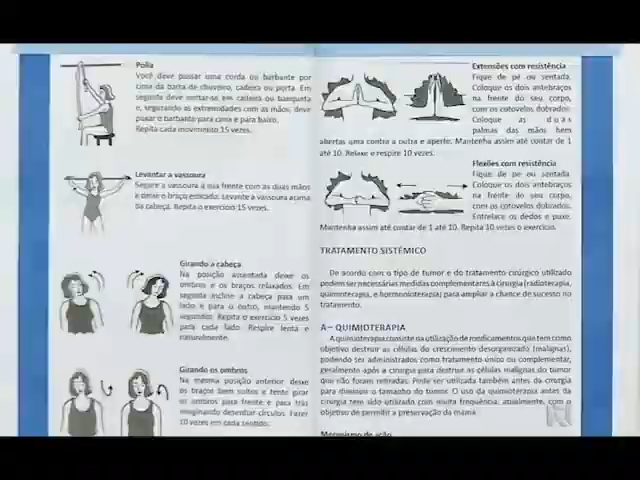 Polia
Você deve passar uma corda ou barbante por
cima da barra de chuveiro, cadeira ou porta. Em
seguida deve sentar-se em cadeira ou banqueta
e, segurando as extremidades com as mãos, deve
puxar o barbante para cima e para baixo.
Repita cada movimento 15 vezes.
Levantar a vassoura
Segure a vassoura à sua frente com as duas mãos
e deixe o braço esticado. Levante a vassoura acima
da cabeça. Repita o exercício 15 vezes.
Girando a cabeça
Na posição assentada deixe os
ombros e os braços relaxados. Em
seguida incline a cabeça para um
lado e para o outro, mantendo 5
segundos. Repita o exercício 5 vezes
para cada lado. Respire lenta e
naturalmente.
Girando os ombros
Na mesma posição anterior deixe
os braços bem soltos e tente girar
os ombros para frente e para trás
imaginando desenhar círculos. Fazer
10 vezes em cada sentido.
Extensões com resistência
Fique de pé ou sentada.
Coloque os dois antebraços
na frente do seu corpo,
com os cotovelos dobrados.
Coloque as duas
palmas das mãos bem
abertas uma contra a outra e aperte. Mantenha assim até contar de 1
até 10. Relaxe e respire 10 vezes.
Flexões com resistência
Fique de pé ou sentada.
Coloque os dois antebraços
na frente do seu corpo,
com os cotovelos dobrados.
Entrelace os dedos e puxe.
Mantenha assim até contar de 1 até 10. Repita 10 vezes o exercício.
TRATAMENTO SISTÊMICO
De acordo com o tipo de tumor e do tratamento cirúrgico utilizado
podem ser necessárias medidas complementares à cirurgia (radioterapia,
quimioterapia, e hormonioterapia) para ampliar a chance de sucesso no
tratamento.
A – QUIMIOTERAPIA
A quimioterapia consiste na utilização de medicamentos que tem como
objetivo destruir as células do crescimento desorganizado (malignas),
podendo ser administrados como tratamento único ou complementar,
geralmente após a cirurgia para destruir as células malignas do tumor
que não foram retiradas. Pode ser utilizada também antes da cirurgia
para diminuir o tamanho do tumor. O uso da quimioterapia antes da
cirurgia tem sido utilizado com muita frequência, atualmente, com o
objetivo de permitir a preservação da mama.
Mecanismo de ação